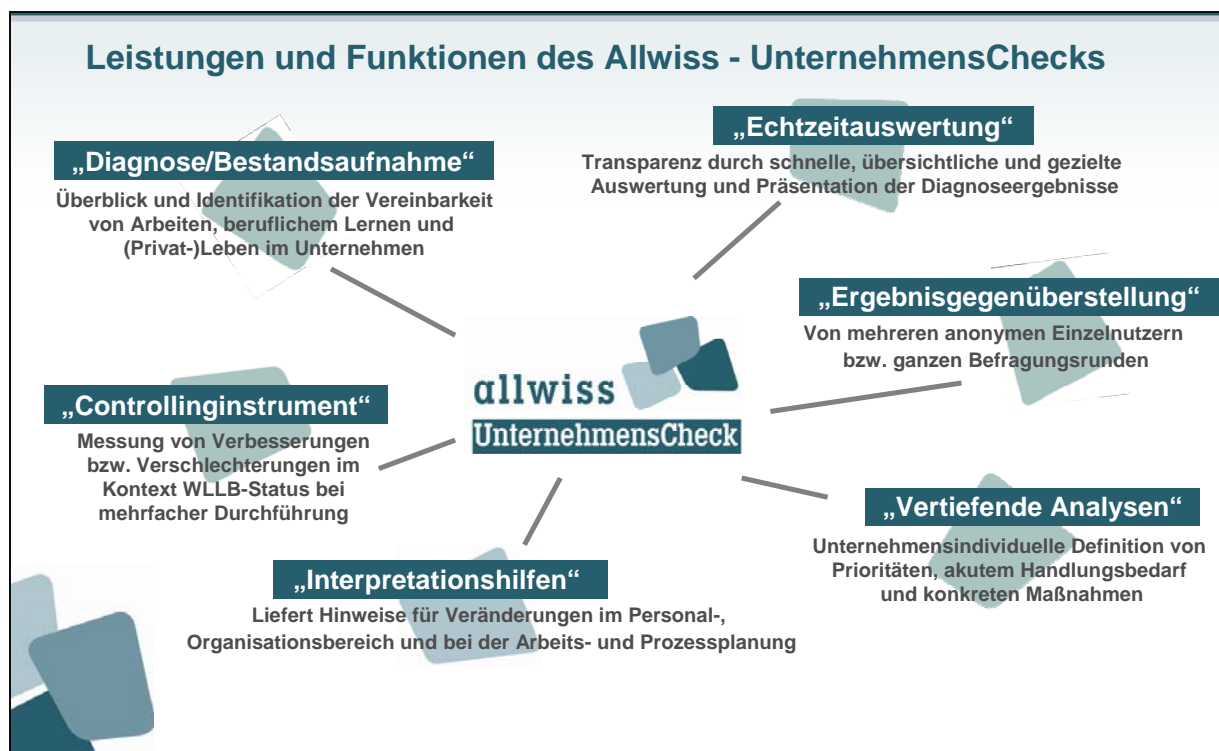 Leistungen und Funktionen des Allwiss - UnternehmensChecks
„Diagnose/Bestandsaufnahme“
Überblick und Identifikation der Vereinbarkeit
von Arbeiten, beruflichem Lernen und
(Privat-)Leben im Unternehmen
„Echtzeitauswertung“
Transparenz durch schnelle, übersichtliche und gezielte
Auswertung und Präsentation der Diagnoseergebnisse
„Ergebnisgegenüberstellung“
Von mehreren anonymen Einzelnutzern
bzw. ganzen Befragungsrunden
allwiss
UnternehmensCheck
„Controllinginstrument“
Messung von Verbesserungen
bzw. Verschlechterungen im
Kontext WLLB-Status bei
mehrfacher Durchführung
„Vertiefende Analysen“
Unternehmensindividuelle Definition von
Prioritäten, akutem Handlungsbedarf
und konkreten Maßnahmen
„Interpretationshilfen“
Liefert Hinweise für Veränderungen im Personal-,
Organisationsbereich und bei der Arbeits- und Prozessplanung